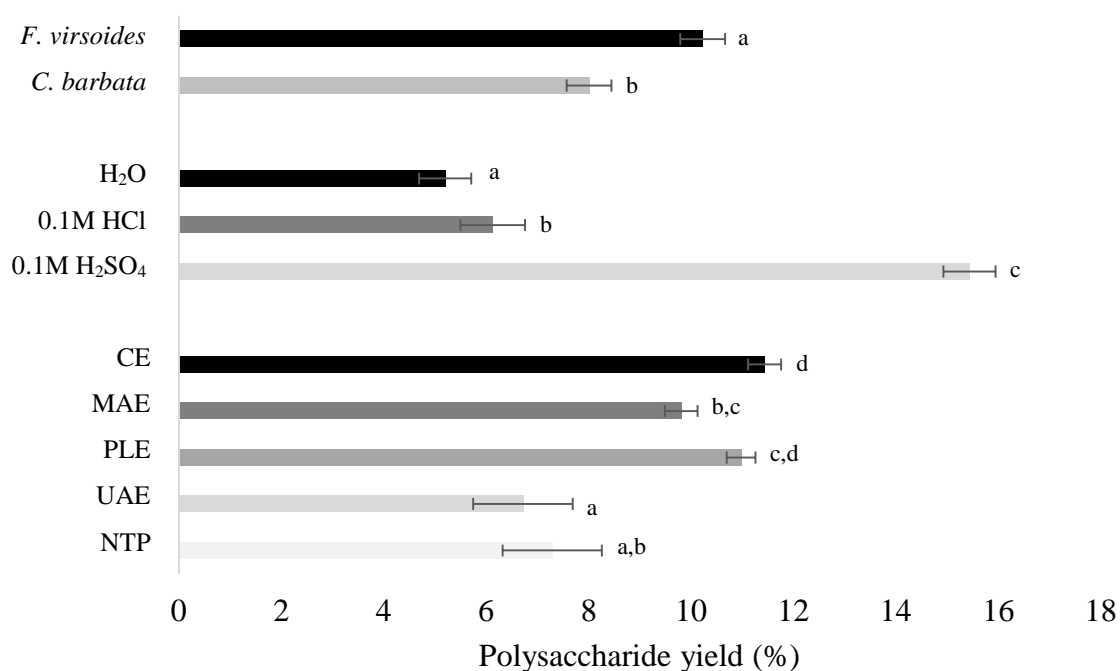 F. virsoides a
C. barbata b
H₂O a
0.1M HCl b
0.1M H₂SO₄ c
CE d
MAE b,c
PLE c,d
UAE a
NTP a,b
0 2 4 6 8 10 12 14 16 18
Polysaccharide yield (%)